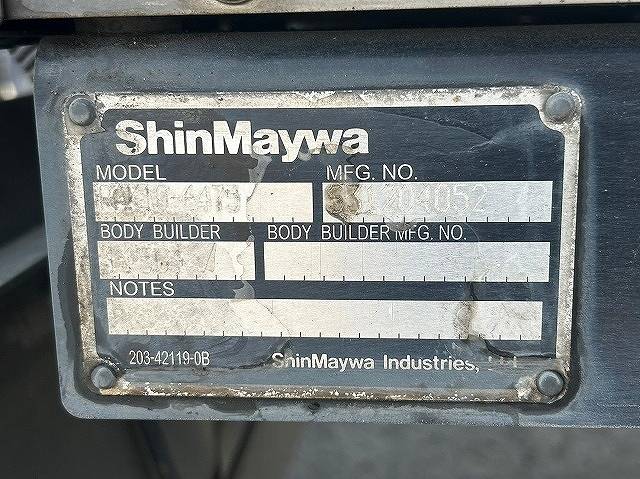 ShinMaywa
MODEL MFG. NO.
BODY BUILDER BODY BUILDER MFG. NO.
NOTES
203-42119-0B ShinMaywa Industries,